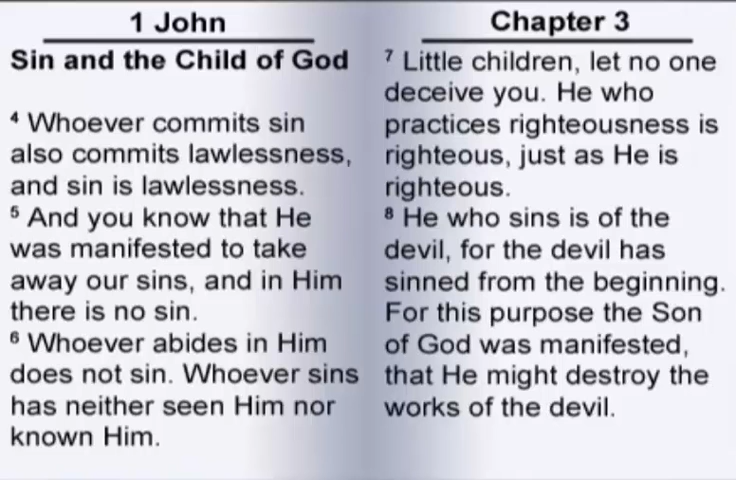 1 John
Sin and the Child of God
⁴ Whoever commits sin
also commits lawlessness,
and sin is lawlessness.
⁵ And you know that He
was manifested to take
away our sins, and in Him
there is no sin.
⁶ Whoever abides in Him
does not sin. Whoever sins
has neither seen Him nor
known Him.
Chapter 3
⁷ Little children, let no one
deceive you. He who
practices righteousness is
righteous, just as He is
righteous.
⁸ He who sins is of the
devil, for the devil has
sinned from the beginning.
For this purpose the Son
of God was manifested,
that He might destroy the
works of the devil.